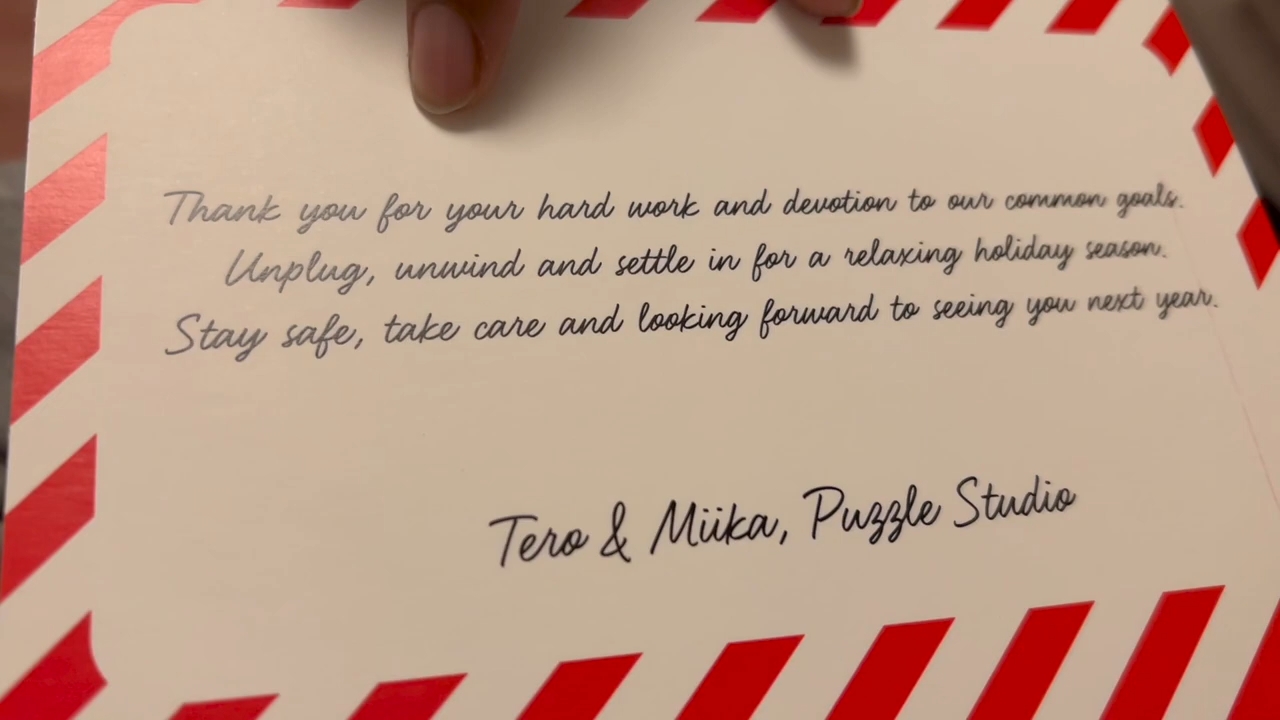 Thank you for your hard work and devotion to our common goals.
Unplug, unwind and settle in for a relaxing holiday season.
Stay safe, take care and looking forward to seeing you next year.
Tero & Miika, Puzzle Studio